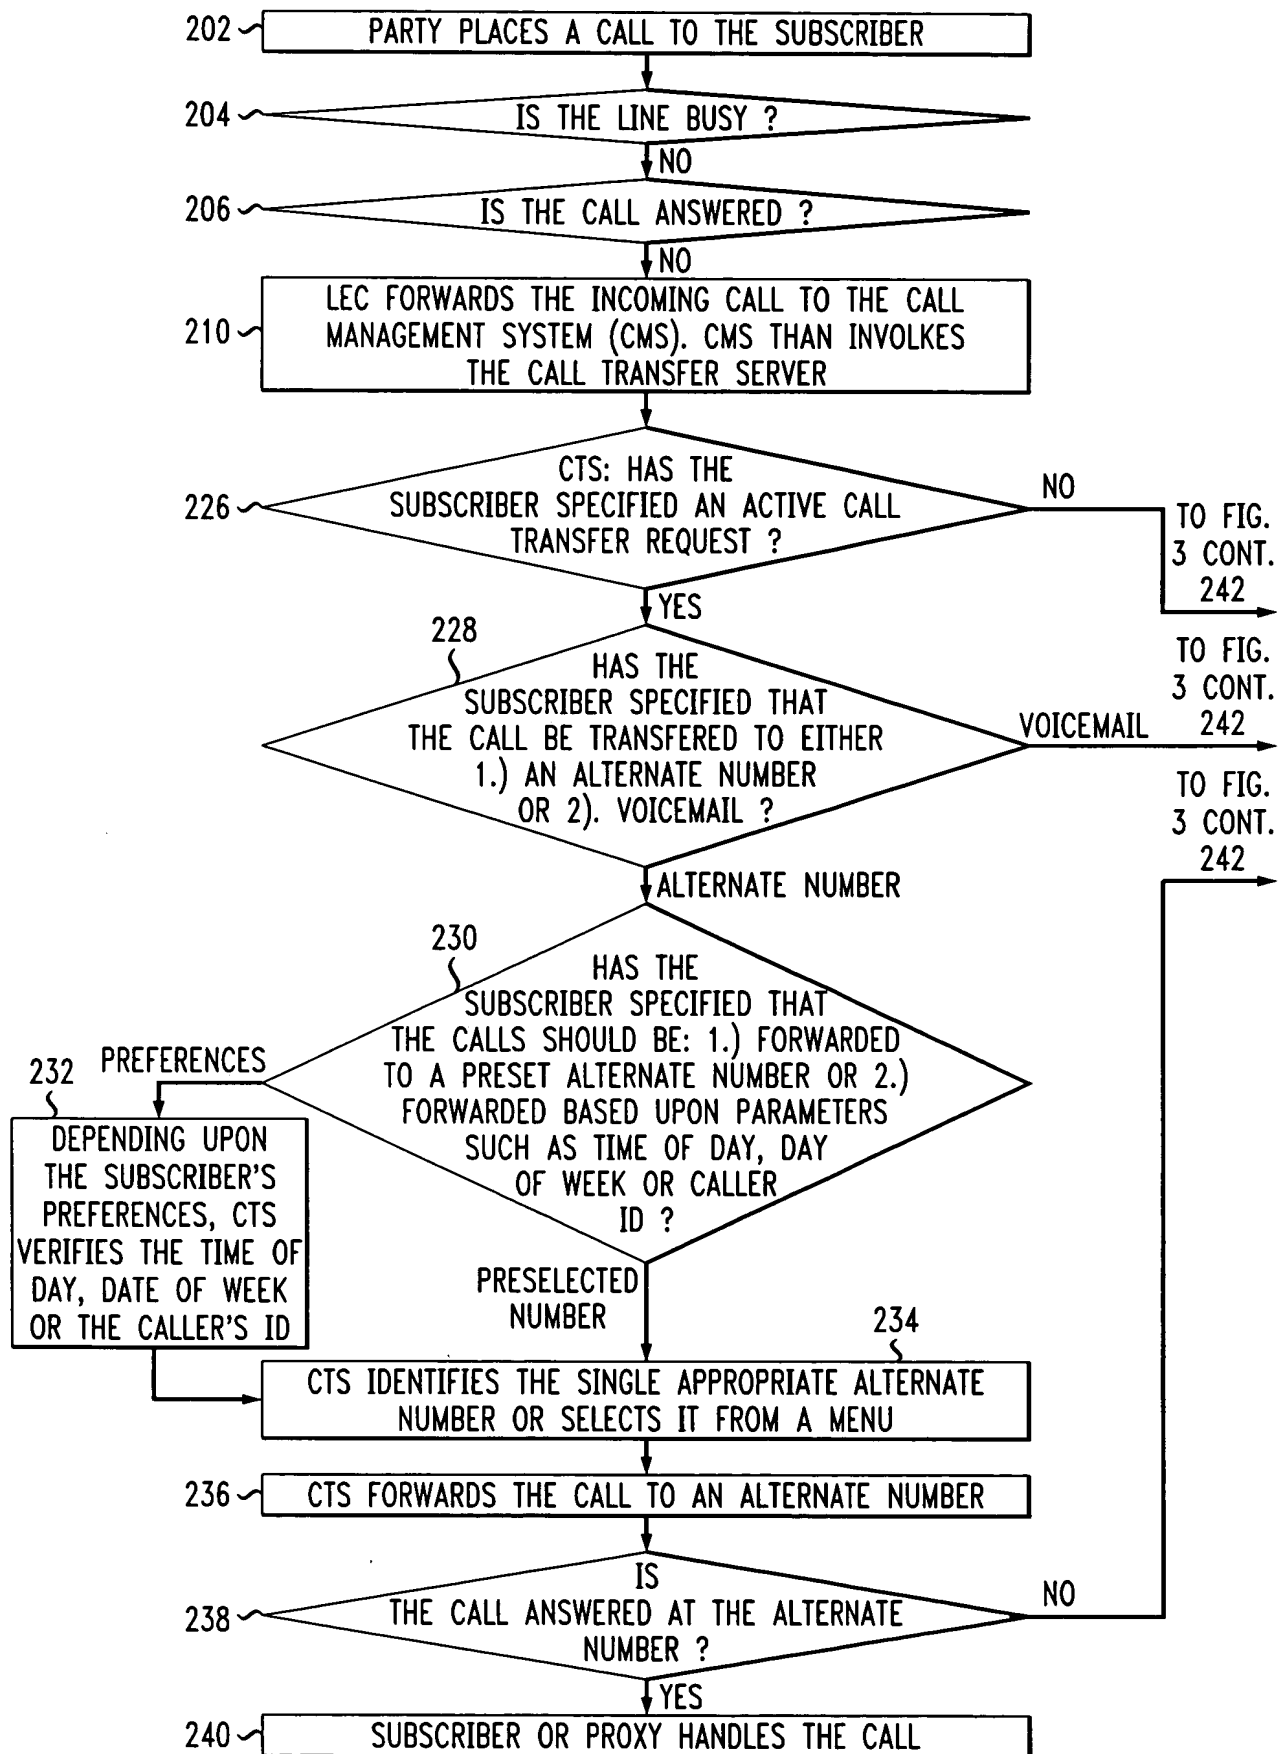 202
PARTY PLACES A CALL TO THE SUBSCRIBER
204
IS THE LINE BUSY ?
NO
206
IS THE CALL ANSWERED ?
NO
210
LEC FORWARDS THE INCOMING CALL TO THE CALL
MANAGEMENT SYSTEM (CMS). CMS THAN INVOLKES
THE CALL TRANSFER SERVER
226
CTS: HAS THE
SUBSCRIBER SPECIFIED AN ACTIVE CALL
TRANSFER REQUEST ?
NO
TO FIG.
3 CONT.
242
YES
228
HAS THE
SUBSCRIBER SPECIFIED THAT
THE CALL BE TRANSFERED TO EITHER
1.) AN ALTERNATE NUMBER
OR 2). VOICEMAIL ?
VOICEMAIL
TO FIG.
3 CONT.
242
ALTERNATE NUMBER
TO FIG.
3 CONT.
242
230
HAS THE
SUBSCRIBER SPECIFIED THAT
THE CALLS SHOULD BE: 1.) FORWARDED
TO A PRESET ALTERNATE NUMBER OR 2.)
FORWARDED BASED UPON PARAMETERS
SUCH AS TIME OF DAY, DAY
OF WEEK OR CALLER
ID ?
PREFERENCES
232
DEPENDING UPON
THE SUBSCRIBER'S
PREFERENCES, CTS
VERIFIES THE TIME OF
DAY, DATE OF WEEK
OR THE CALLER'S ID
PRESELECTED
NUMBER
234
CTS IDENTIFIES THE SINGLE APPROPRIATE ALTERNATE
NUMBER OR SELECTS IT FROM A MENU
236
CTS FORWARDS THE CALL TO AN ALTERNATE NUMBER
238
IS
THE CALL ANSWERED AT THE ALTERNATE
NUMBER ?
NO
YES
240
SUBSCRIBER OR PROXY HANDLES THE CALL